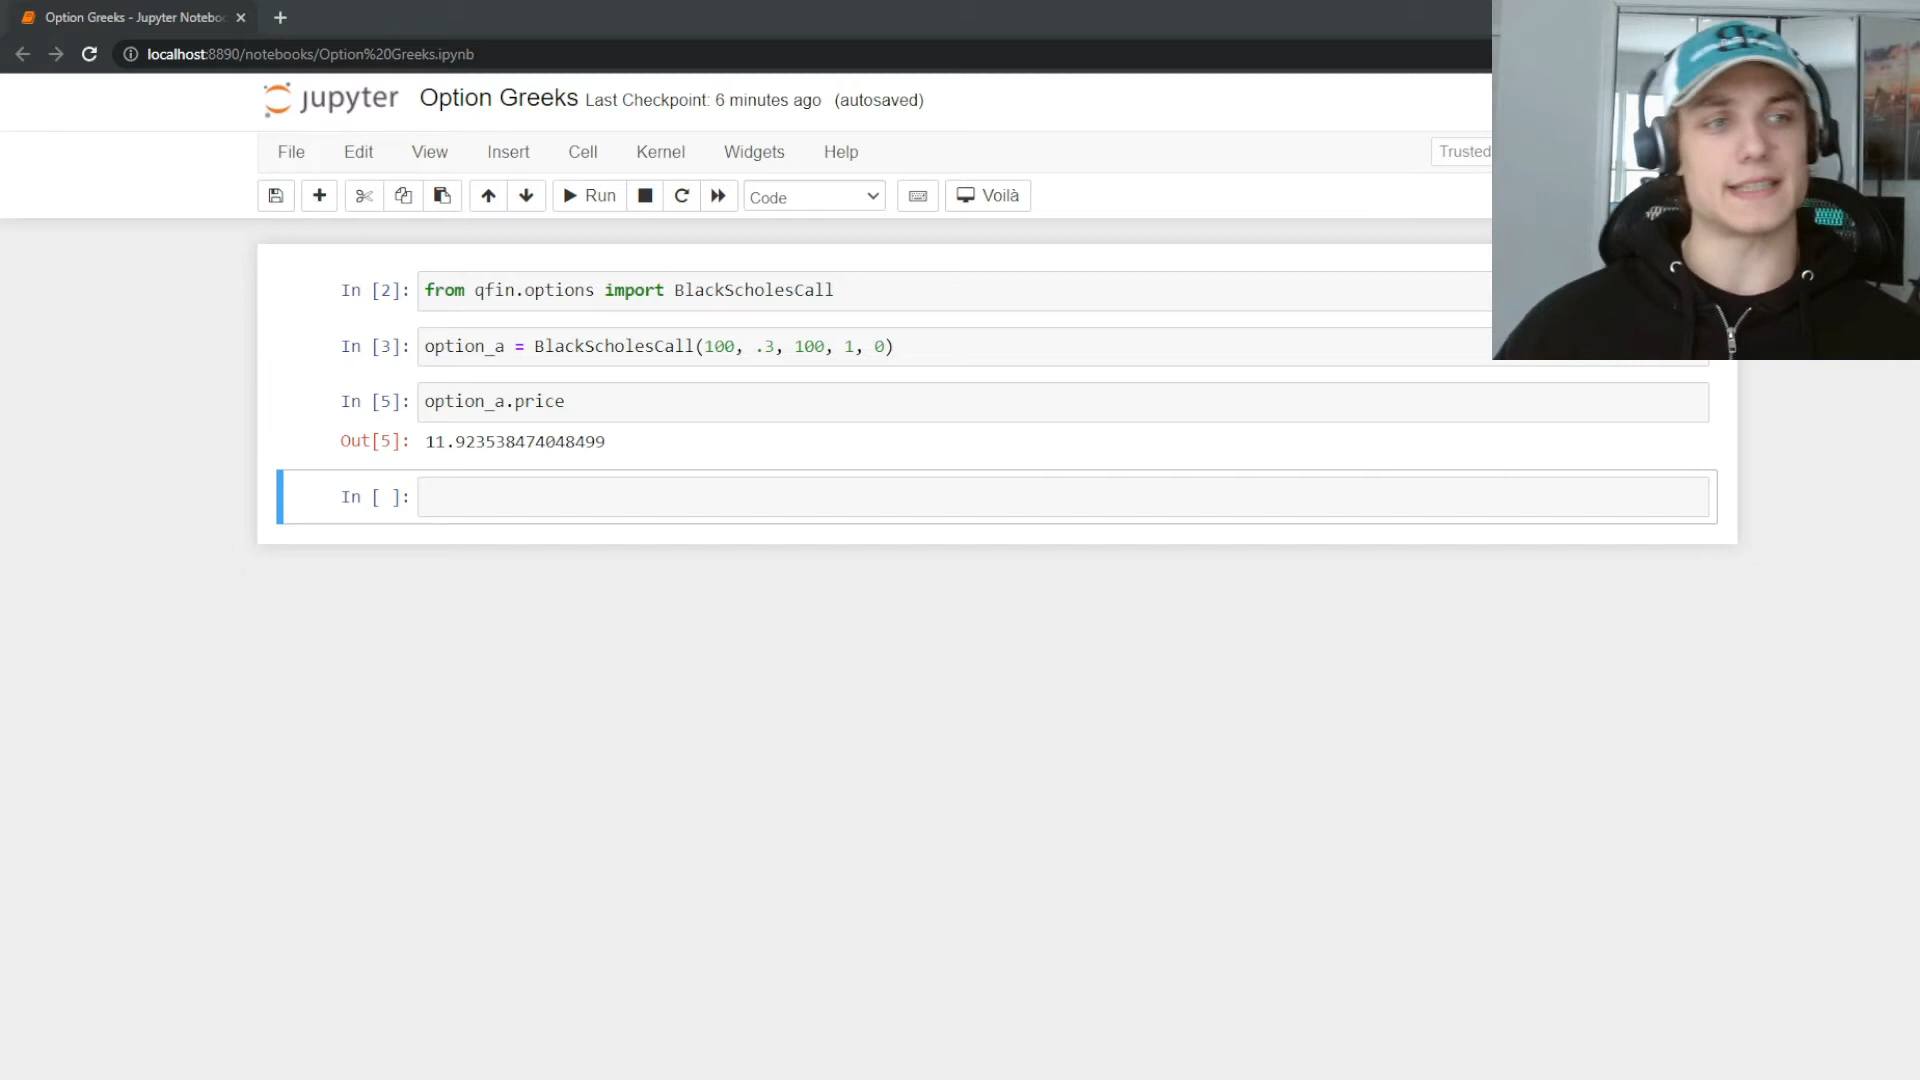 Option Greeks - Jupyter Notebo
localhost:8890/notebooks/Option%20Greeks.ipynb
jupyter Option Greeks Last Checkpoint: 6 minutes ago (autosaved)
File Edit View Insert Cell Kernel Widgets Help Trusted
Run Code Voilà
In [2]: from qfin.options import BlackScholesCall
In [3]: option_a = BlackScholesCall(100, .3, 100, 1, 0)
In [5]: option_a.price
Out[5]: 11.923538474048499
In [ ]: